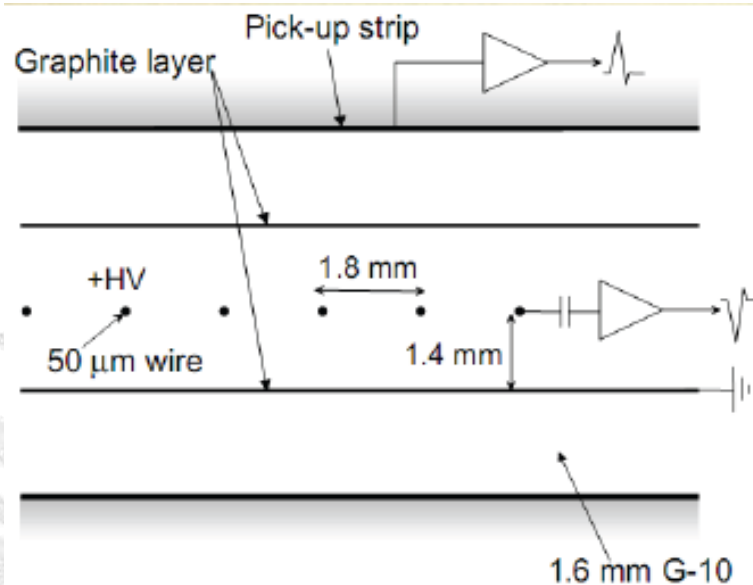 Pick-up strip
Graphite layer
+HV
1.8 mm
50 μm wire
1.4 mm
1.6 mm G-10